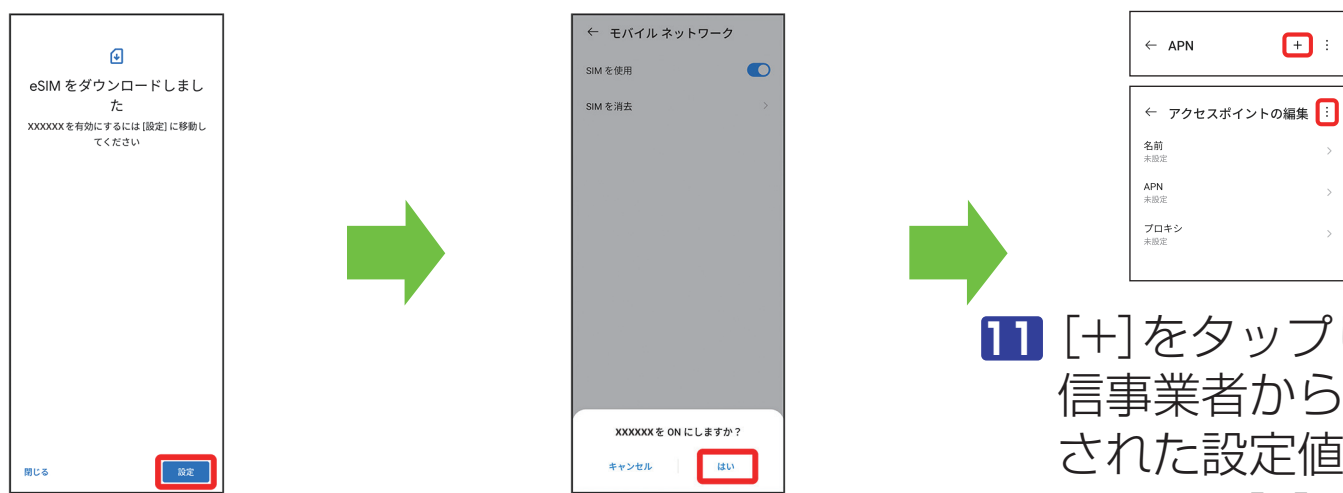 eSIM をダウンロードしまし
た
XXXXXX を有効にするには [設定] に移動し
てください
閉じる
設定
← モバイル ネットワーク
SIM を使用
SIM を消去
XXXXXX を ON にしますか？
キャンセル
はい
← APN + ⋮
← アクセスポイントの編集 ⋮
名前
未設定
APN
未設定
プロキシ
未設定
11 [+]をタップ
信事業者から
された設定値